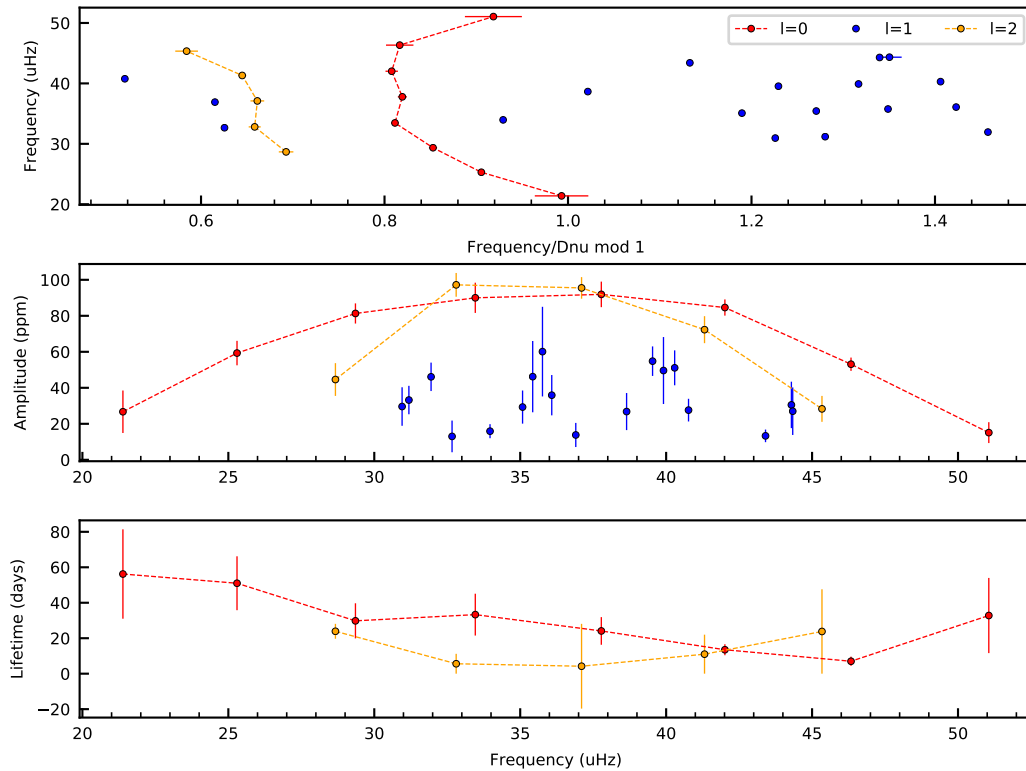 l=0 l=1 l=2
Frequency (uHz)
50
40
30
20
0.6 0.8 1.0 1.2 1.4
Frequency/Dnu mod 1
Amplitude (ppm)
100
80
60
40
20
0
20 25 30 35 40 45 50
Lifetime (days)
80
60
40
20
0
−20
20 25 30 35 40 45 50
Frequency (uHz)